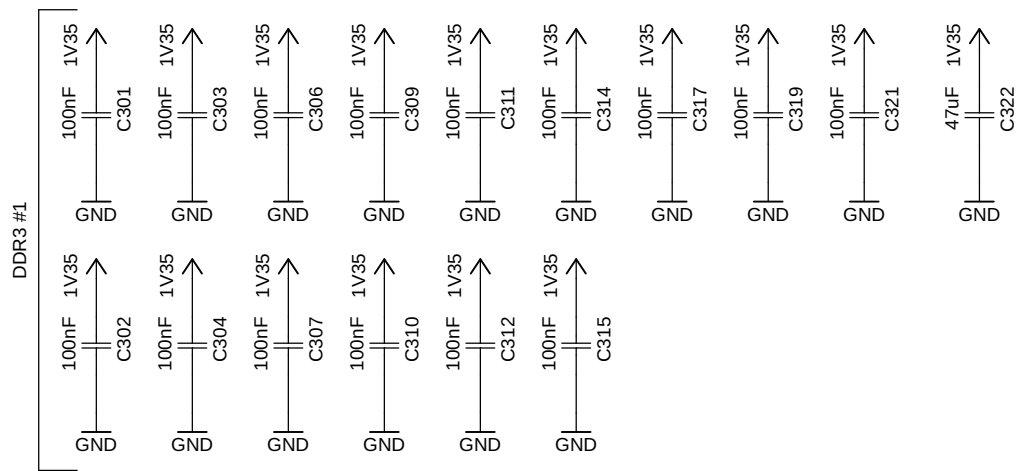 DDR3 #1
1V35 1V35 1V35 1V35 1V35 1V35 1V35 1V35 1V35 1V35
100nF C301 100nF C303 100nF C306 100nF C309 100nF C311 100nF C314 100nF C317 100nF C319 100nF C321 47uF C322
GND GND GND GND GND GND GND GND GND GND
1V35 1V35 1V35 1V35 1V35 1V35
100nF C302 100nF C304 100nF C307 100nF C310 100nF C312 100nF C315
GND GND GND GND GND GND